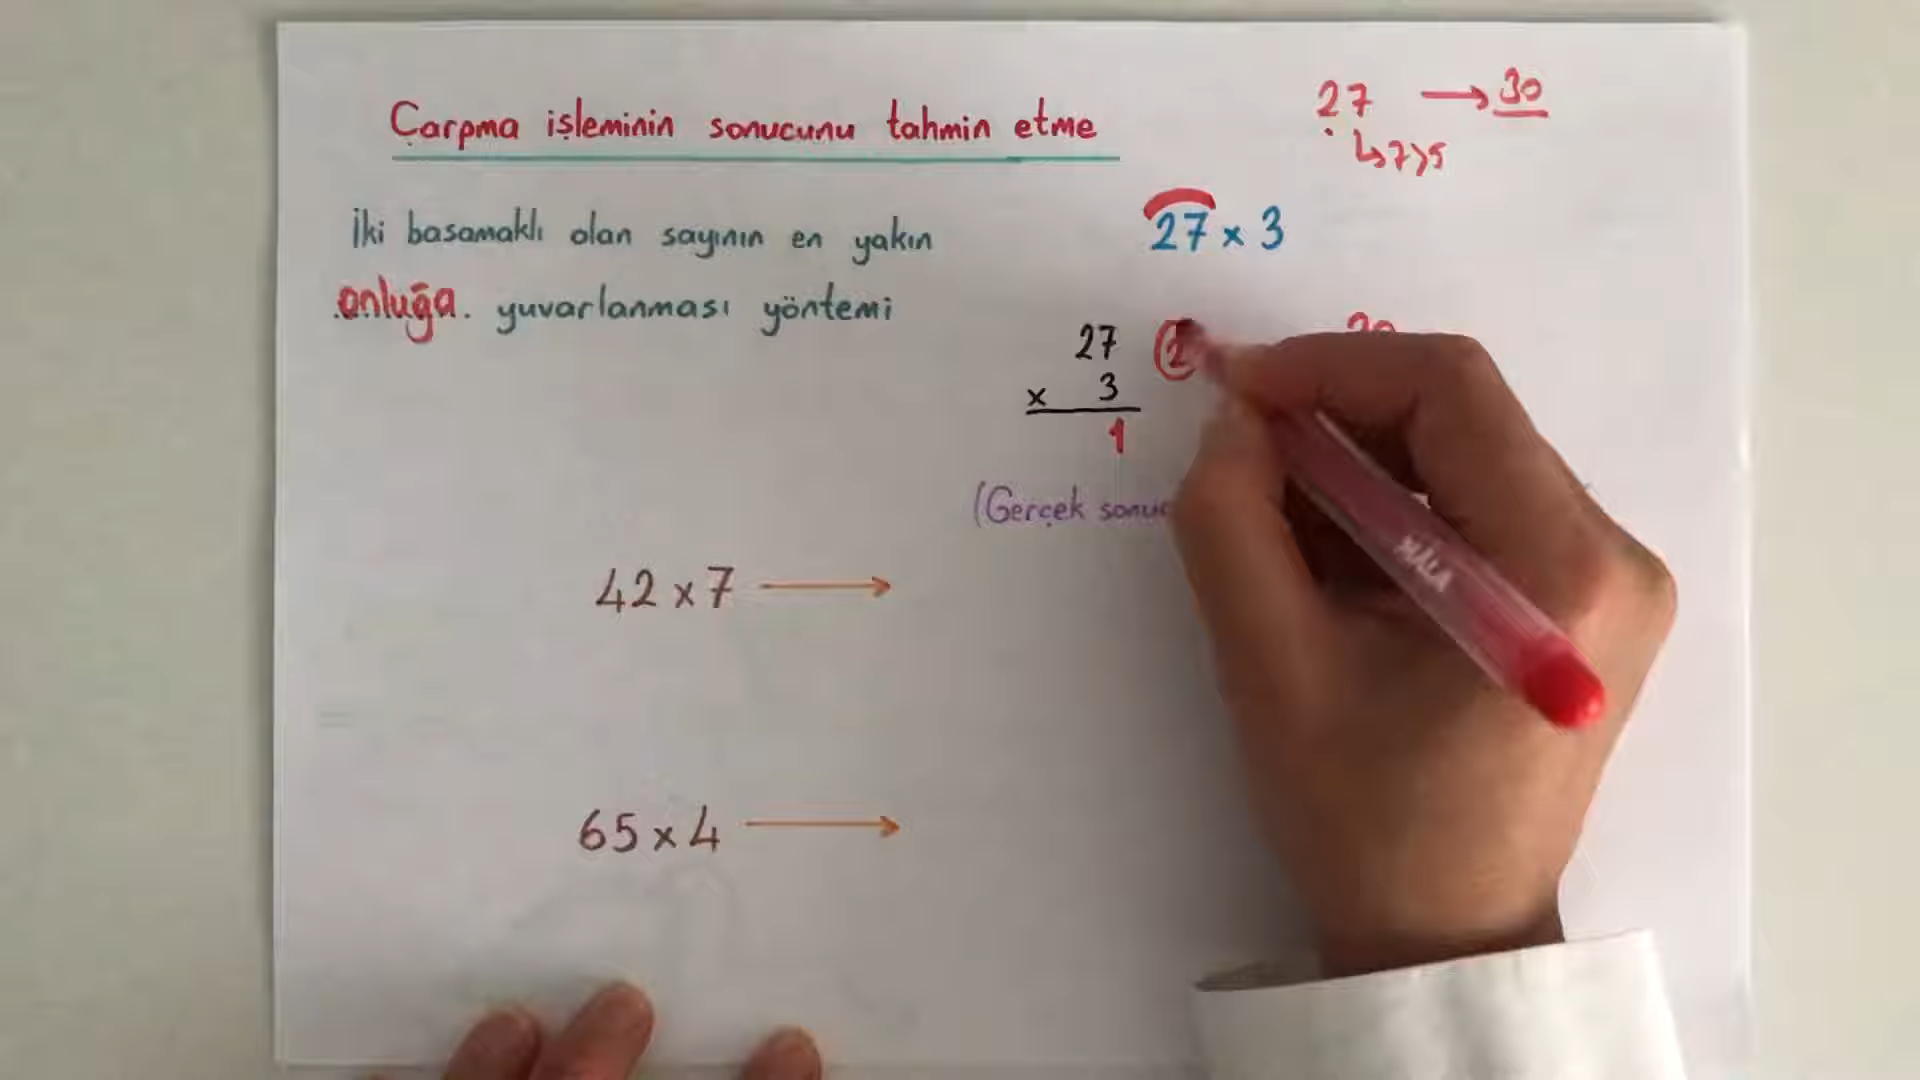 Çarpma işleminin sonucunu tahmin etme
27 → 30
↳ 7>5
İki basamaklı olan sayının en yakın
.onluğa. yuvarlanması yöntemi
27 x 3
27 2
x 3
1
(Gerçek
42 x 7 →
65 x 4 →